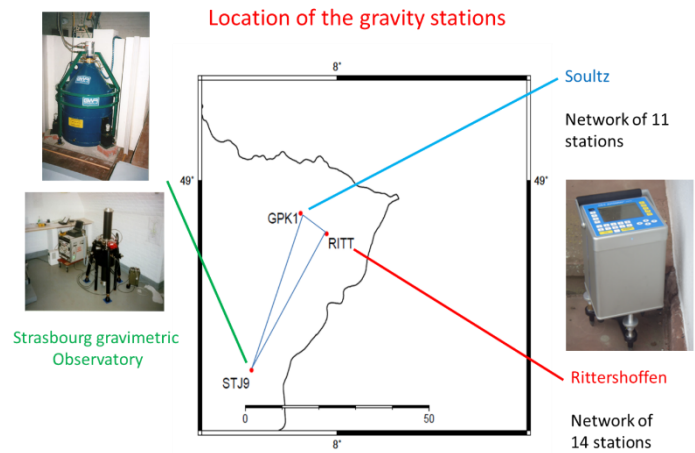 Location of the gravity stations
8°
Soultz
Network of 11
stations
49°
49°
GPK1
RITT
Strasbourg gravimetric
Observatory
STJ9
Rittershoffen
0
50
Network of
14 stations
8°